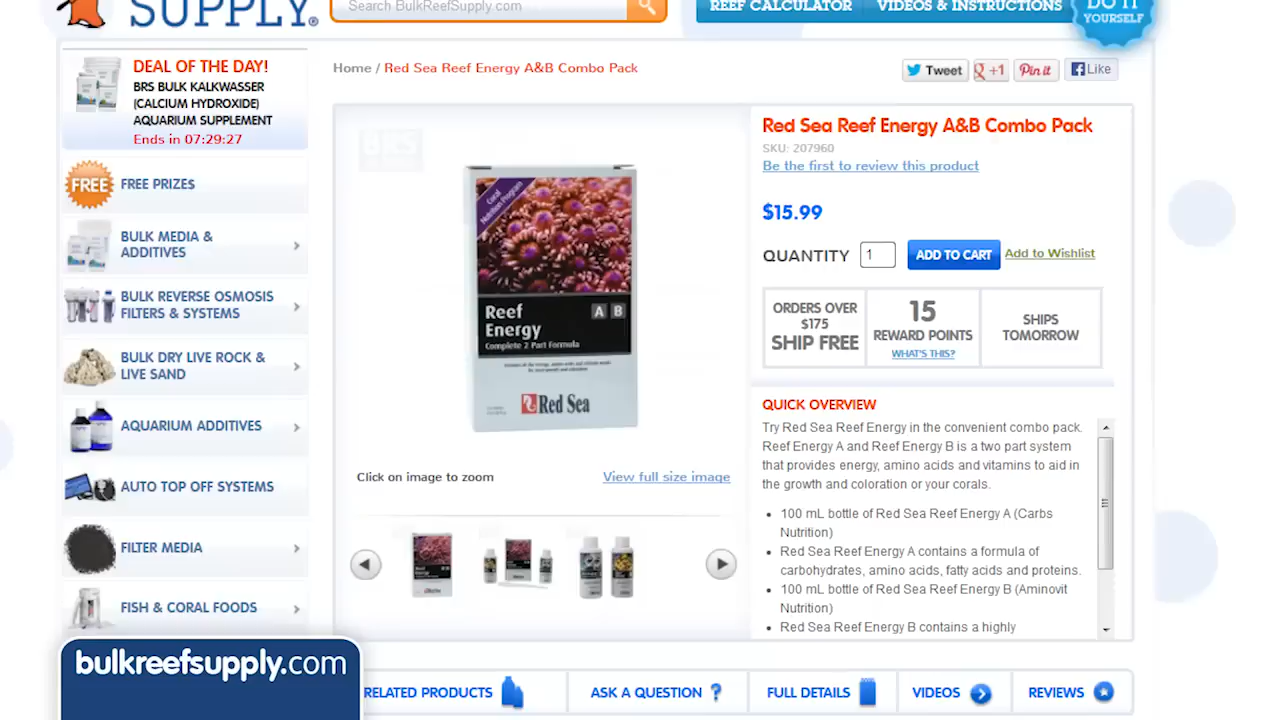 SUPPLY®
Search BulkReefSupply.com
REEF CALCULATOR
VIDEOS & INSTRUCTIONS
DO IT
YOURSELF
DEAL OF THE DAY!
BRS BULK KALKWASSER
(CALCIUM HYDROXIDE)
AQUARIUM SUPPLEMENT
Ends in 07:29:27
FREE
FREE PRIZES
BULK MEDIA &
ADDITIVES
BULK REVERSE OSMOSIS
FILTERS & SYSTEMS
BULK DRY LIVE ROCK &
LIVE SAND
AQUARIUM ADDITIVES
AUTO TOP OFF SYSTEMS
FILTER MEDIA
FISH & CORAL FOODS
bulkreefsupply.com
Home / Red Sea Reef Energy A&B Combo Pack
Tweet
+1
Pin it
Like
BRS
Coral
Nutrition Program
Reef
Energy
A B
Complete 2 Part Formula
Red Sea
Click on image to zoom
View full size image
Red Sea Reef Energy A&B Combo Pack
SKU: 207960
Be the first to review this product
$15.99
QUANTITY
1
ADD TO CART
Add to Wishlist
ORDERS OVER
$175
SHIP FREE
15
REWARD POINTS
WHAT'S THIS?
SHIPS
TOMORROW
QUICK OVERVIEW
Try Red Sea Reef Energy in the convenient combo pack.
Reef Energy A and Reef Energy B is a two part system
that provides energy, amino acids and vitamins to aid in
the growth and coloration or your corals.
• 100 mL bottle of Red Sea Reef Energy A (Carbs
Nutrition)
• Red Sea Reef Energy A contains a formula of
carbohydrates, amino acids, fatty acids and proteins.
• 100 mL bottle of Red Sea Reef Energy B (Aminovit
Nutrition)
• Red Sea Reef Energy B contains a highly
RELATED PRODUCTS
ASK A QUESTION
FULL DETAILS
VIDEOS
REVIEWS